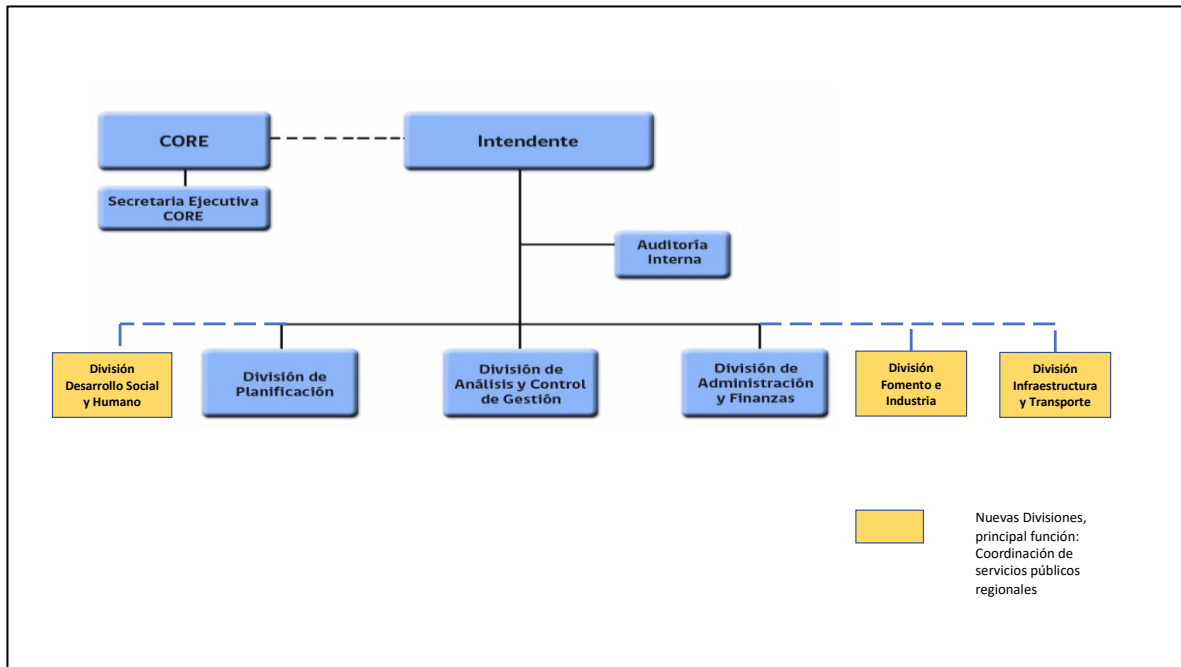 CORE
Intendente
Secretaria Ejecutiva
CORE
Auditoría
Interna
División
Desarrollo Social
y Humano
División de
Planificación
División de
Análisis y Control
de Gestión
División de
Administración
y Finanzas
División
Fomento e
Industria
División
Infraestructura
y Transporte
Nuevas Divisiones,
principal función:
Coordinación de
servicios públicos
regionales